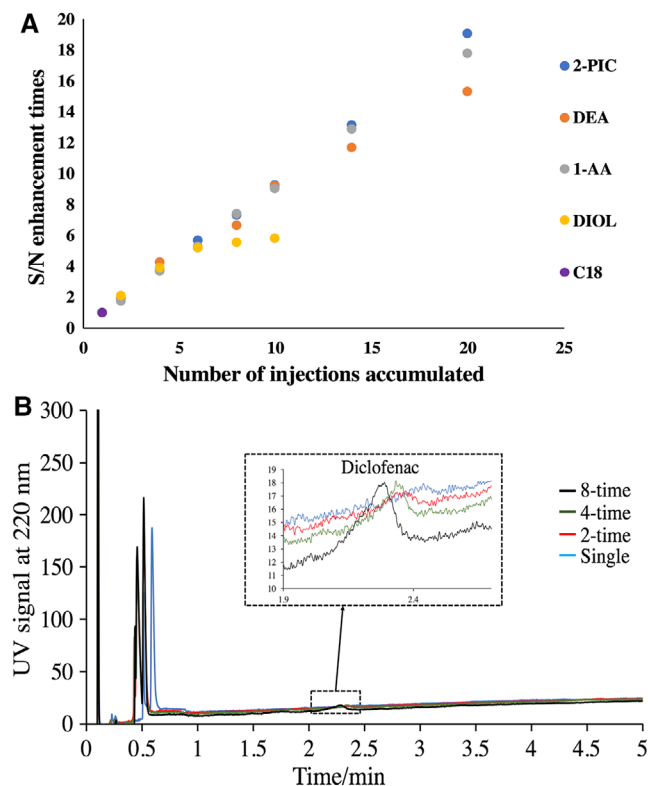 A
S/N enhancement times
20
18
16
14
12
10
8
6
4
2
0
0 5 10 15 20 25
Number of injections accumulated
2-PIC
DEA
1-AA
DIOL
C18
B
UV signal at 220 nm
300
250
200
150
100
50
0
0 0.5 1 1.5 2 2.5 3 3.5 4 4.5 5
Time/min
Diclofenac
19
18
17
16
15
14
13
12
11
10
1.9 2.4
8-time
4-time
2-time
Single